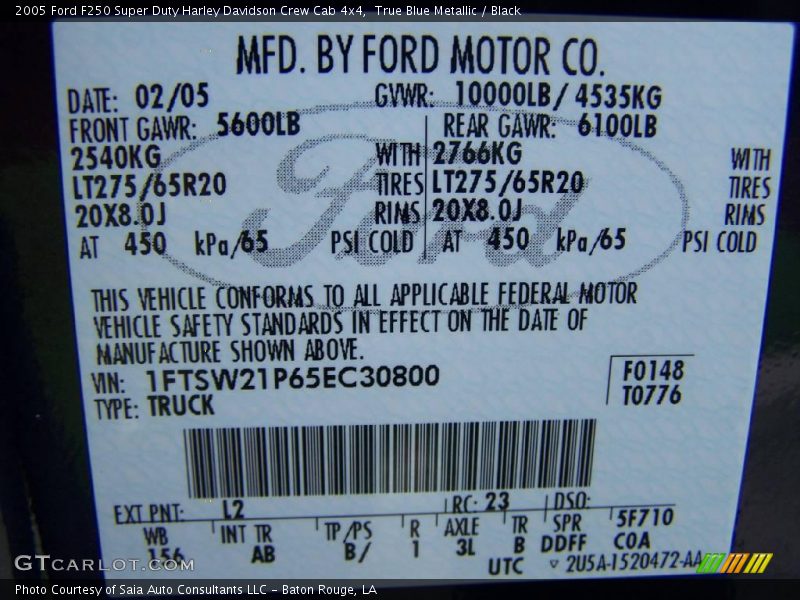 2005 Ford F250 Super Duty Harley Davidson Crew Cab 4x4,  True Blue Metallic / Black
MFD. BY FORD MOTOR CO.
DATE: 02/05 GVWR: 10000LB/ 4535KG
FRONT GAWR: 5600LB REAR GAWR: 6100LB
2540KG WITH 2766KG WITH
LT275/65R20 TIRES LT275/65R20 TIRES
20X8.0J RIMS 20X8.0J RIMS
AT 450 kPa/65 PSI COLD AT 450 kPa/65 PSI COLD
Ford
THIS VEHICLE CONFORMS TO ALL APPLICABLE FEDERAL MOTOR
VEHICLE SAFETY STANDARDS IN EFFECT ON THE DATE OF
MANUFACTURE SHOWN ABOVE.
VIN: 1FTSW21P65EC30800 F0148
TYPE: TRUCK T0776
EXT PNT: L2 RC: 23 DSO:
WB INT TR TP/PS R AXLE TR SPR 5F710
156 AB B/ 1 3L B DDFF COA
UTC ▽ 2U5A-1520472-AA
GTCARLOT.COM
Photo Courtesy of Saia Auto Consultants LLC – Baton Rouge, LA